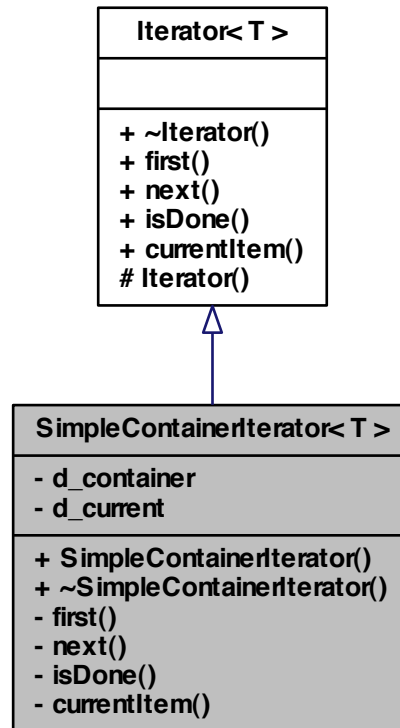 Iterator< T >
+ ~Iterator()
+ first()
+ next()
+ isDone()
+ currentItem()
# Iterator()
SimpleContainerIterator< T >
- d_container
- d_current
+ SimpleContainerIterator()
+ ~SimpleContainerIterator()
- first()
- next()
- isDone()
- currentItem()